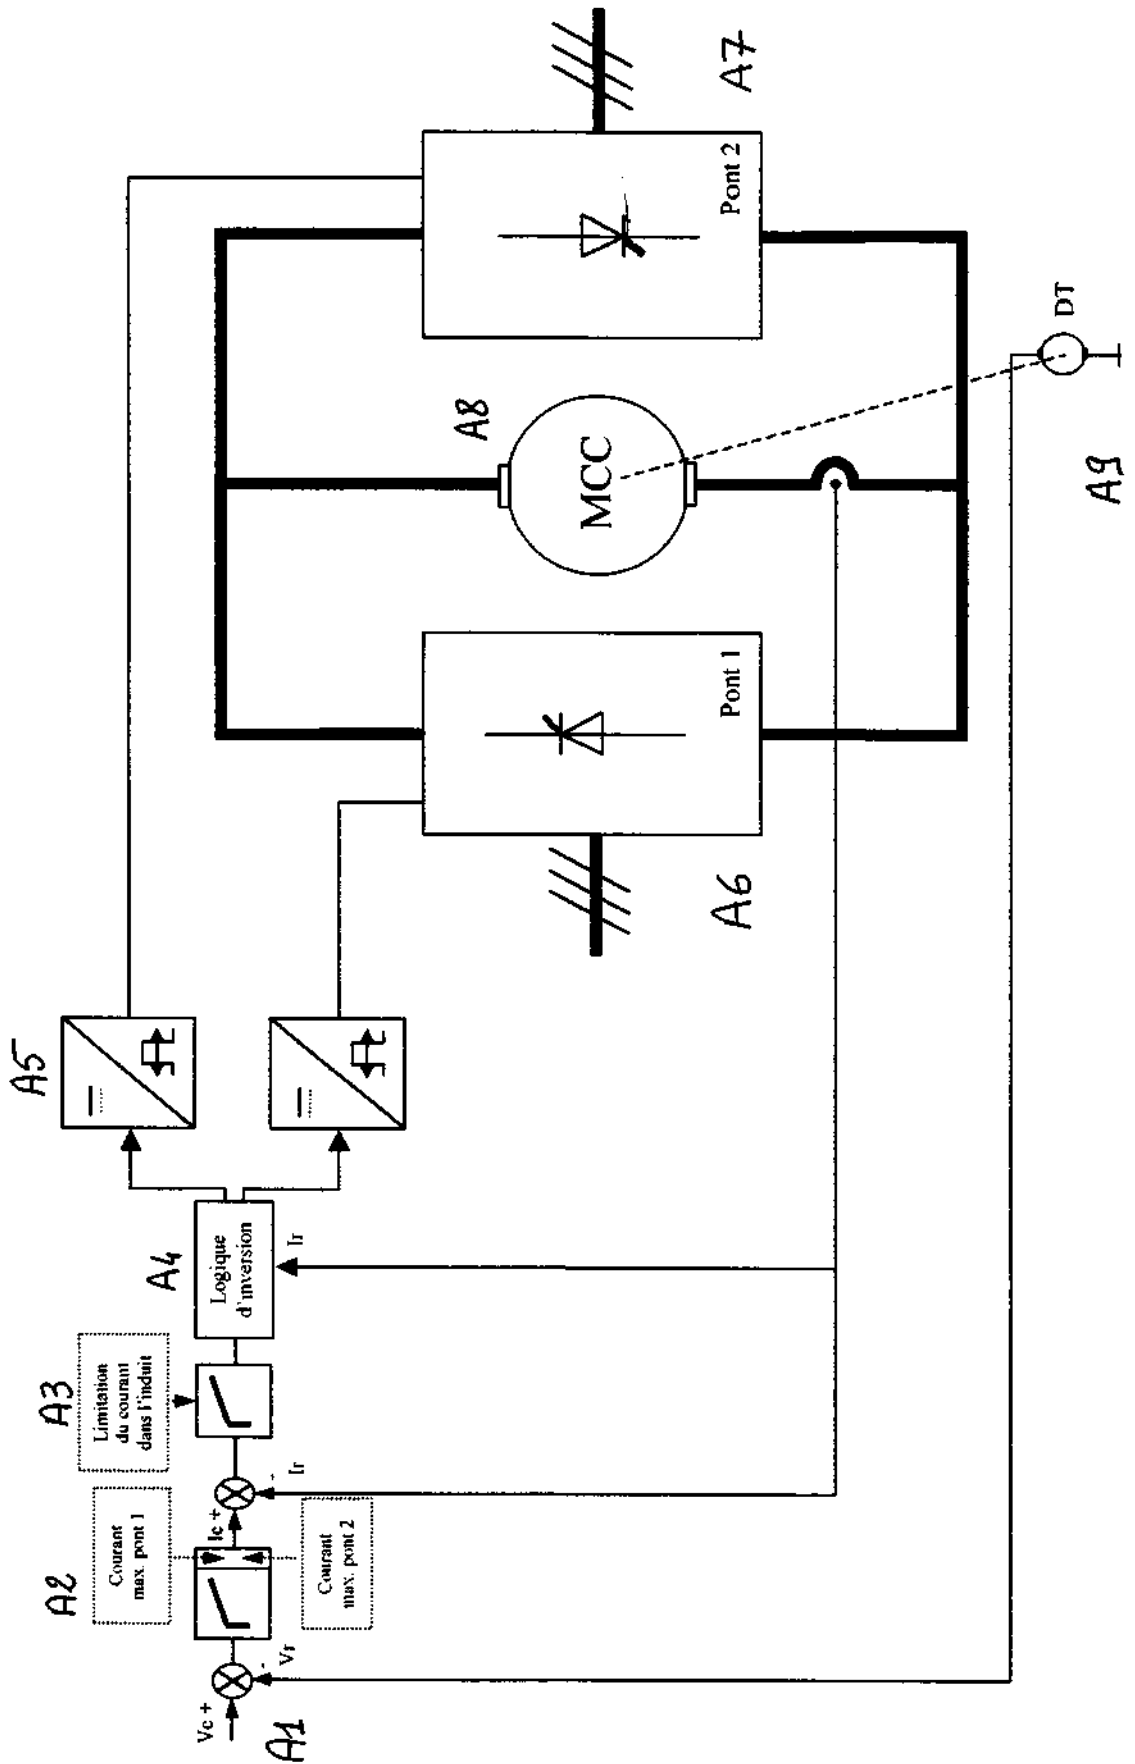 A1
Vc +
-
Vr
A2
Courant
max. pont 1
Courant
max. pont 2
Ic +
-
Ir
A3
Limitation
du courant
dans l'induit
A4
Logique
d'inversion
Ir
A5
A6
Pont 1
A8
MCC
A7
Pont 2
A9
DT